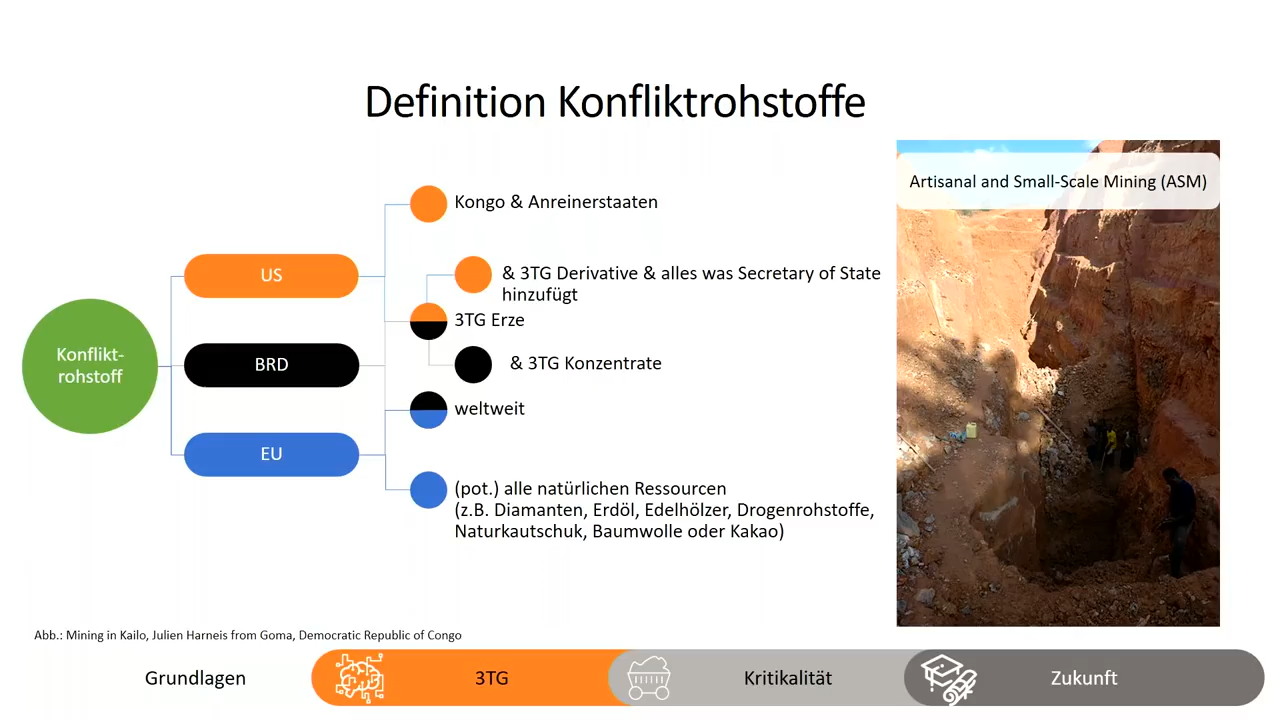 Definition Konfliktrohstoffe
Artisanal and Small-Scale Mining (ASM)
Konflikt-
rohstoff
US
BRD
EU
Kongo & Anreinerstaaten
& 3TG Derivative & alles was Secretary of State
hinzufügt
3TG Erze
& 3TG Konzentrate
weltweit
(pot.) alle natürlichen Ressourcen
(z.B. Diamanten, Erdöl, Edelhölzer, Drogenrohstoffe,
Naturkautschuk, Baumwolle oder Kakao)
Abb.: Mining in Kailo, Julien Harneis from Goma, Democratic Republic of Congo
Grundlagen
3TG
Kritikalität
Zukunft